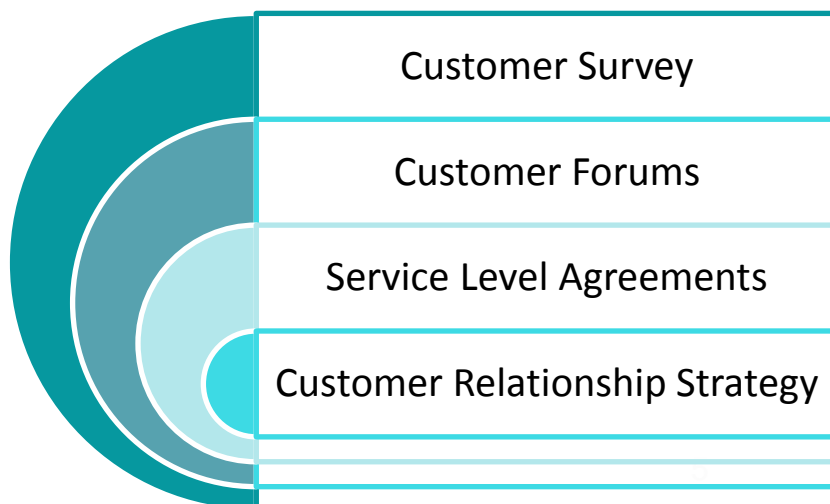 Customer Survey
Customer Forums
Service Level Agreements
Customer Relationship Strategy